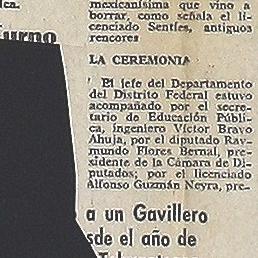 lca.
urno
mexicanísima que vino a
borrar, como señala el li-
cenciado Sentíes, antiguos
rencores
LA CEREMONIA
El jefe del Departamento
del Distrito Federal estuvo
acompañado por el secre-
tario de Educación Públi-
ca, ingeniero Víctor Bravo
Ahuja, por el diputado Ray-
mundo Flores Bernal, pre-
sidente de la Cámara de Di-
putados; por el licenciado
Alfonso Guzmán Neyra, pre-
a un Gavillero
sde el año de